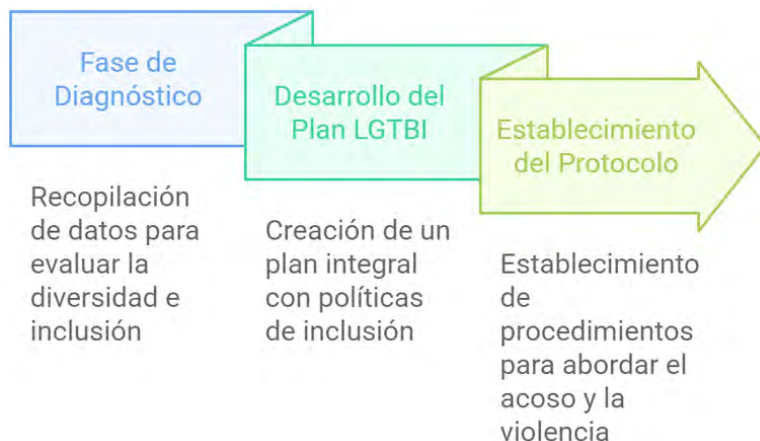 Fase de
Diagnóstico
Recopilación
de datos para
evaluar la
diversidad e
inclusión
Desarrollo del
Plan LGTBI
Creación de un
plan integral
con políticas
de inclusión
Establecimiento
del Protocolo
Establecimiento
de
procedimientos
para abordar el
acoso y la
violencia